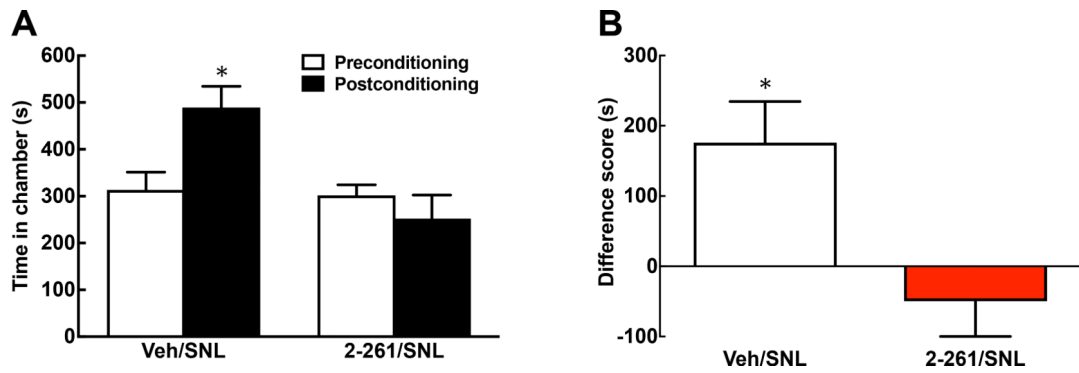 A
Time in chamber (s)
600
500
400
300
200
100
0
*
Preconditioning
Postconditioning
Veh/SNL
2-261/SNL
B
Difference score (s)
300
200
100
0
-100
*
Veh/SNL
2-261/SNL